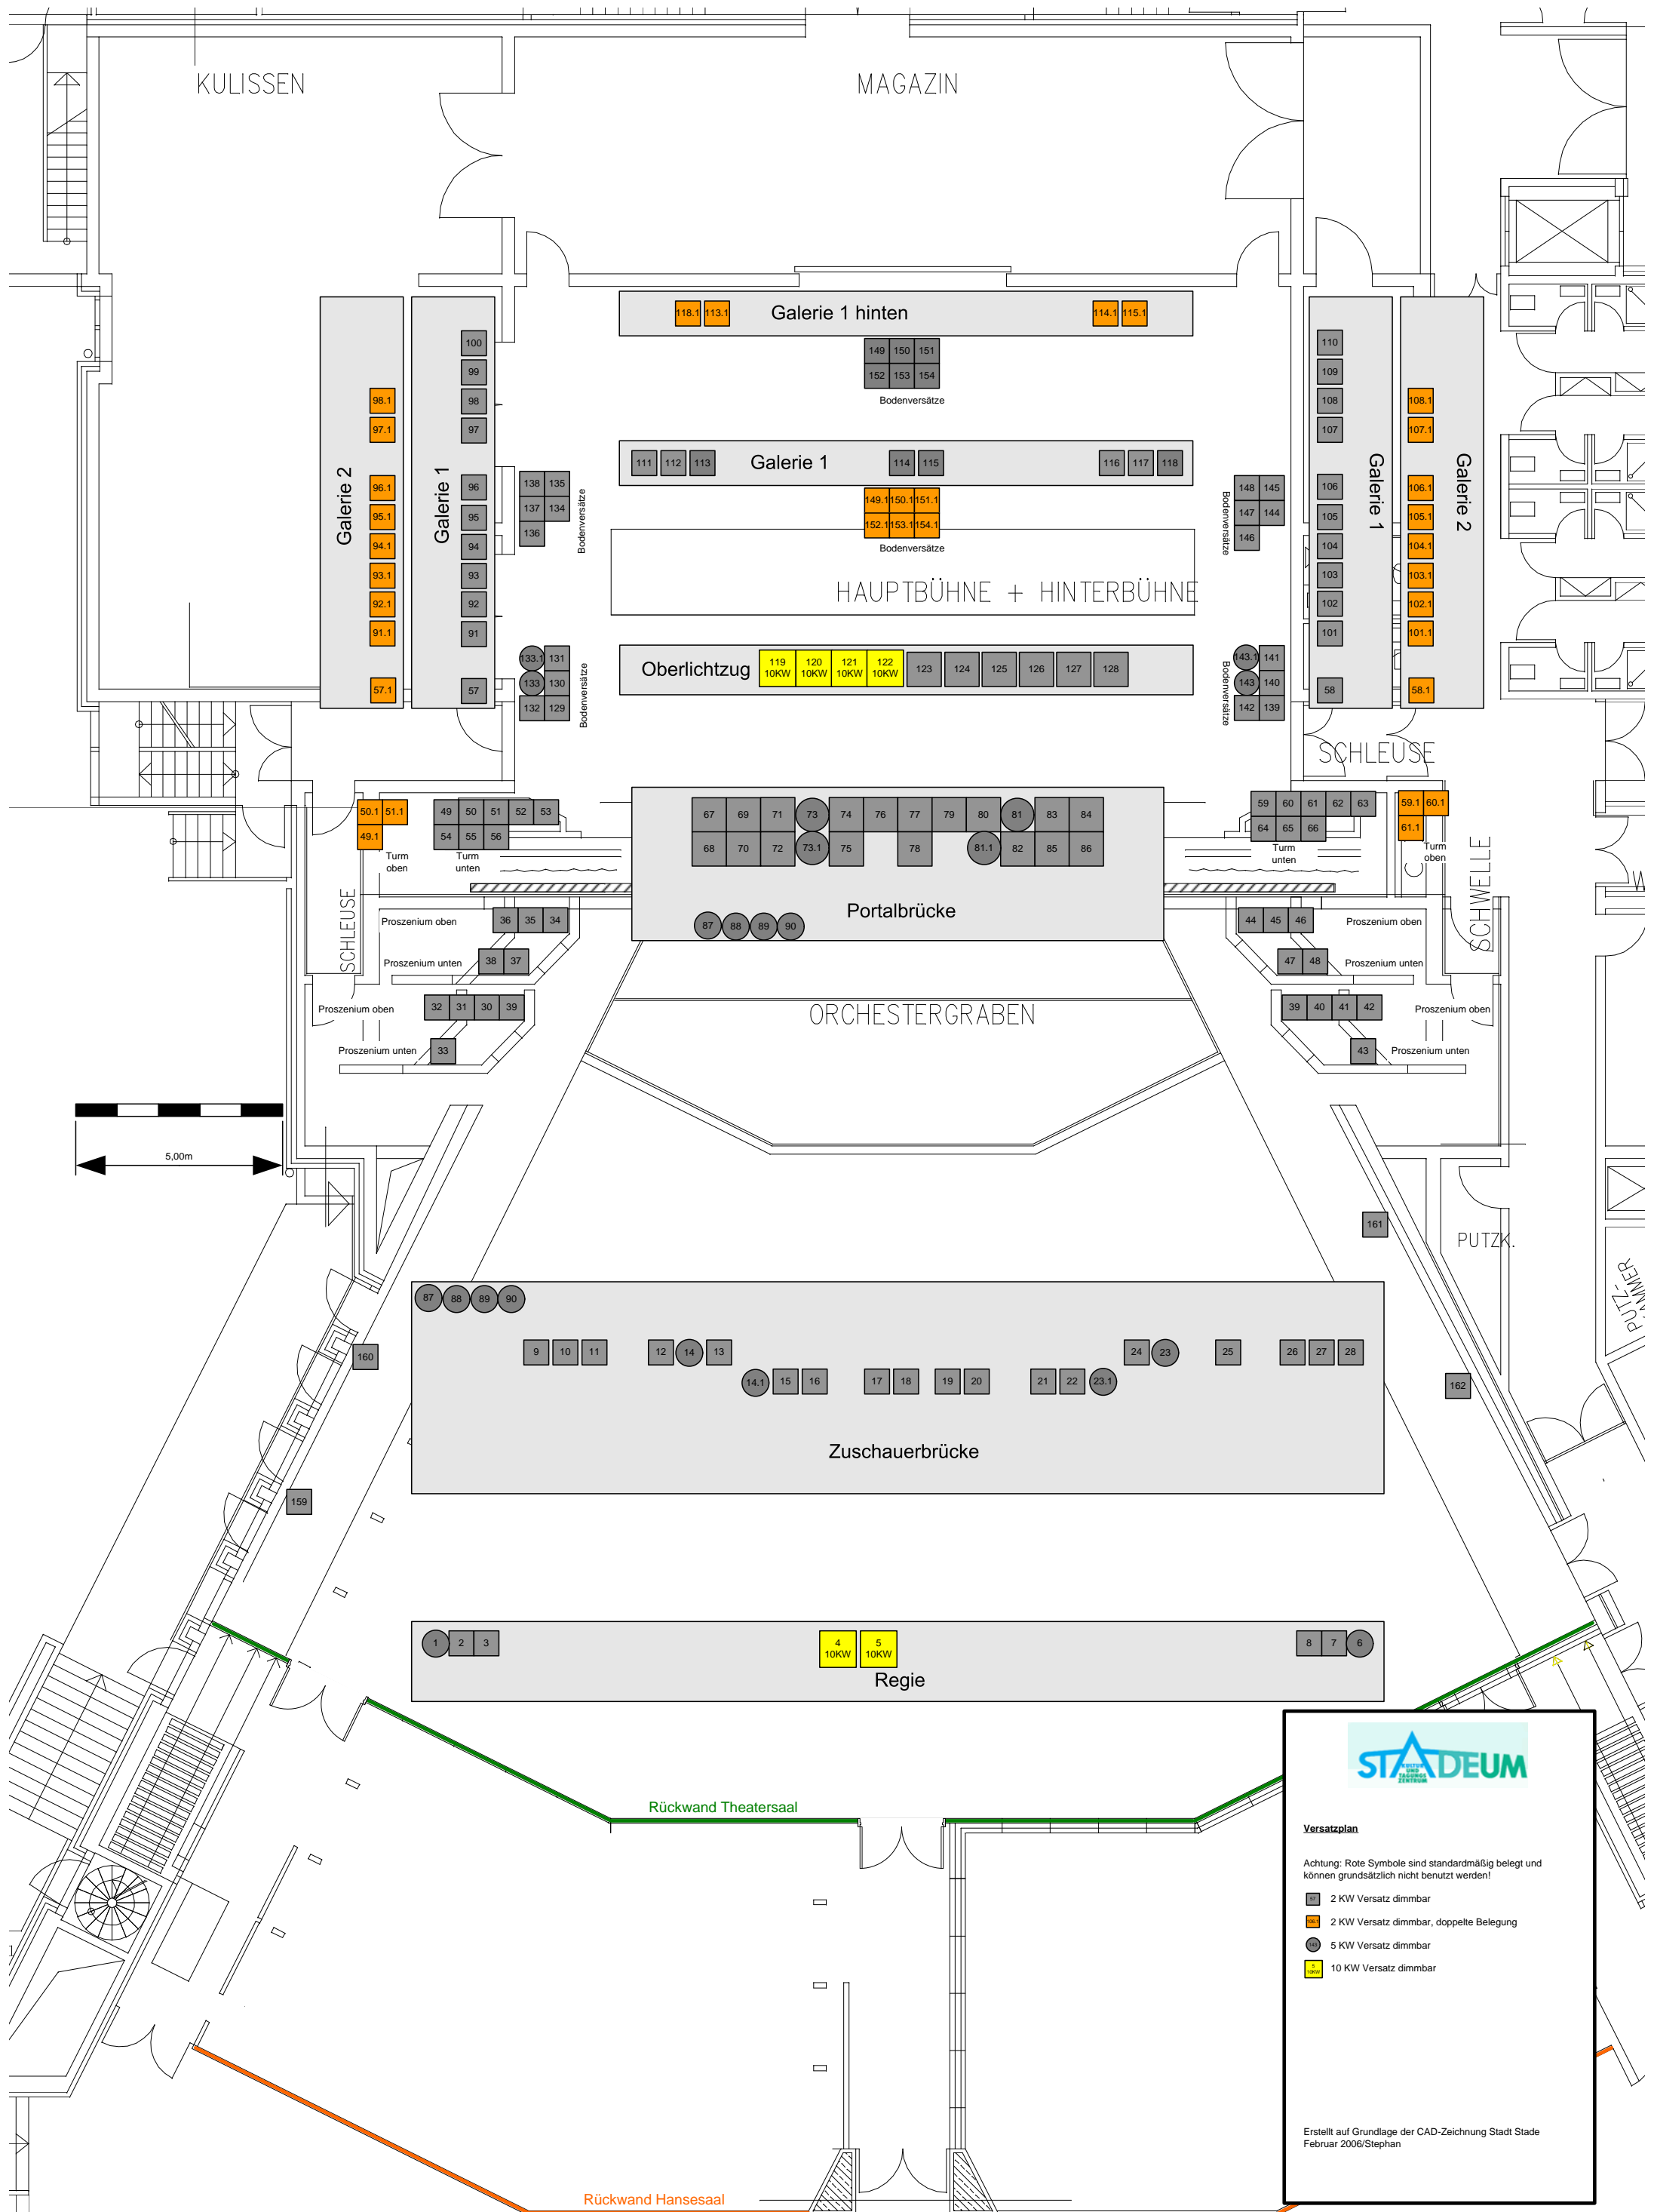 KULISSEN
MAGAZIN
118.1 113.1 Galerie 1 hinten 114.1 115.1
149 150 151
152 153 154
Bodenversätze
Galerie 2
98.1
97.1
96.1
95.1
94.1
93.1
92.1
91.1
57.1
Galerie 1
100
99
98
97
96
95
94
93
92
91
57
111 112 113 Galerie 1 114 115 116 117 118
149.1 150.1 151.1
152.1 153.1 154.1
Bodenversätze
138 135
137 134
136
Bodenversätze
148 145
147 144
146
Bodenversätze
HAUPTBÜHNE + HINTERBÜHNE
133.1 131
133 130
132 129
Bodenversätze
Oberlichtzug
119 10KW
120 10KW
121 10KW
122 10KW
123 124 125 126 127 128
143.1 141
143 140
142 139
Bodenversätze
Galerie 1
110
109
108
107
106
105
104
103
102
101
58
Galerie 2
108.1
107.1
106.1
105.1
104.1
103.1
102.1
101.1
58.1
SCHLEUSE
50.1 51.1
49.1
Turm
oben
49 50 51 52 53
54 55 56
Turm
unten
67 69 71 73 74 76 77 79 80 81 83 84
68 70 72 73.1 75 78 81.1 82 85 86
87 88 89 90
Portalbrücke
59 60 61 62 63
64 65 66
Turm
unten
59.1 60.1
61.1
Turm
oben
C
SCHWELLE
SCHLEUSE
Proszenium oben 36 35 34
Proszenium unten 38 37
Proszenium oben 32 31 30 39
Proszenium unten 33
44 45 46 Proszenium oben
47 48 Proszenium unten
39 40 41 42 Proszenium oben
43 Proszenium unten
ORCHESTERGRABEN
5,00m
161
PUTZK.
160
162
159
87 88 89 90
9 10 11 12 14 13 24 23 25 26 27 28
14.1 15 16 17 18 19 20 21 22 23.1
Zuschauerbrücke
1 2 3
4 10KW
5 10KW
8 7 6
Regie
Rückwand Theatersaal
Rückwand Hansesaal
STADEUM
KULTUR
UND
TAGUNGS
ZENTRUM
Versatzplan
Achtung: Rote Symbole sind standardmäßig belegt und
können grundsätzlich nicht benutzt werden!
2 KW Versatz dimmbar
2 KW Versatz dimmbar, doppelte Belegung
5 KW Versatz dimmbar
5 10KW 10 KW Versatz dimmbar
Erstellt auf Grundlage der CAD-Zeichnung Stadt Stade
Februar 2006/Stephan